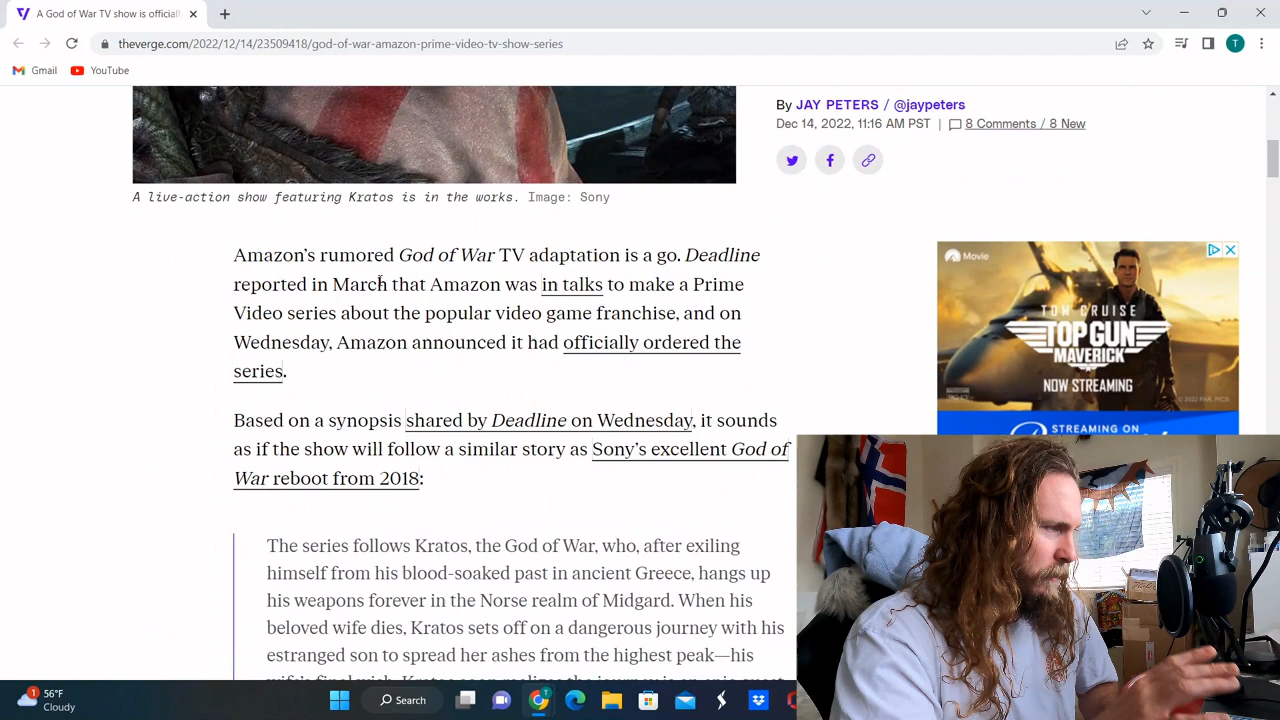 A God of War TV show is officiall
theverge.com/2022/12/14/23509418/god-of-war-amazon-prime-video-tv-show-series
T
Gmail
YouTube
By JAY PETERS / @jaypeters
Dec 14, 2022, 11:16 AM PST | 8 Comments / 8 New
A live-action show featuring Kratos is in the works. Image: Sony
Amazon’s rumored God of War TV adaptation is a go. Deadline
reported in March that Amazon was in talks to make a Prime
Video series about the popular video game franchise, and on
Wednesday, Amazon announced it had officially ordered the
series.
Based on a synopsis shared by Deadline on Wednesday, it sounds
as if the show will follow a similar story as Sony’s excellent God of
War reboot from 2018:
The series follows Kratos, the God of War, who, after exiling
himself from his blood-soaked past in ancient Greece, hangs up
his weapons forever in the Norse realm of Midgard. When his
beloved wife dies, Kratos sets off on a dangerous journey with his
estranged son to spread her ashes from the highest peak—his
Movie
TOM CRUISE
TOP GUN
MAVERICK
NOW STREAMING
STREAMING ON
1
56°F
Cloudy
Search